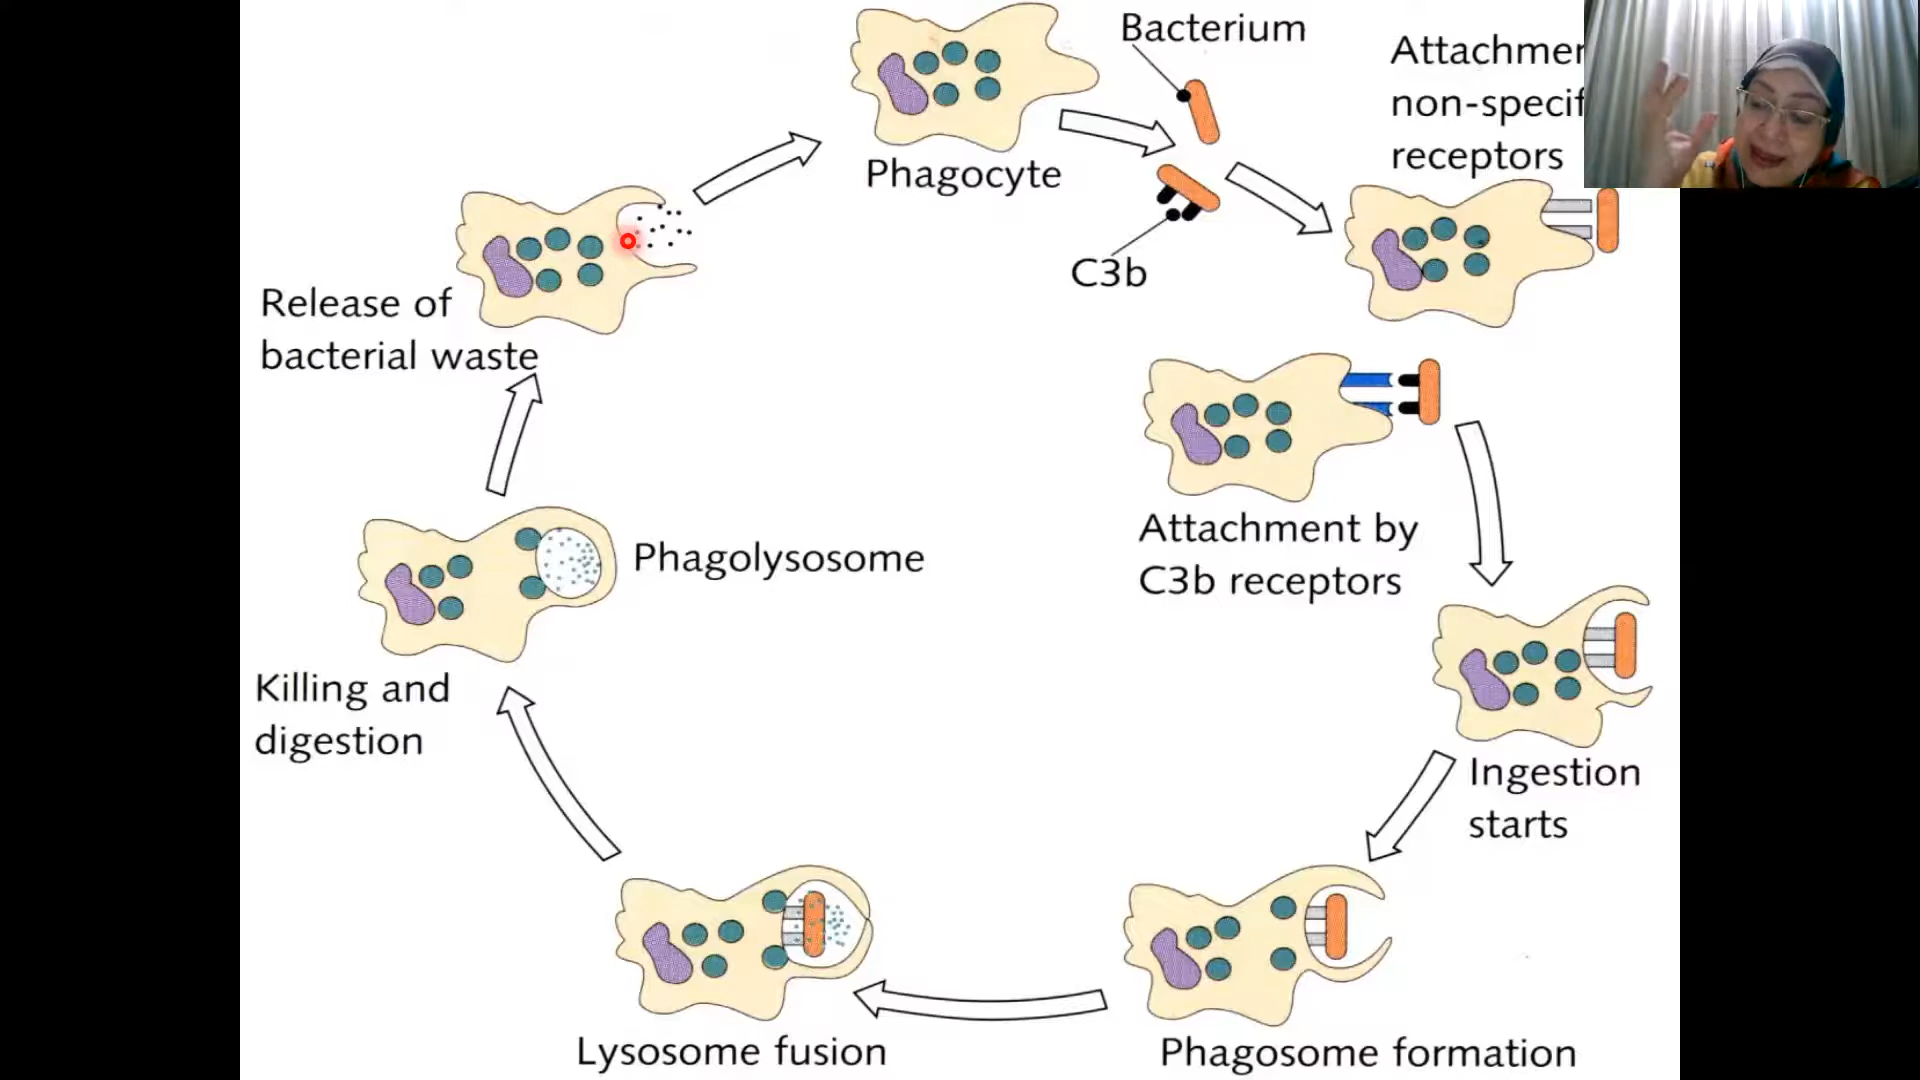 Bacterium
Phagocyte
C3b
non-specif
receptors
Attachment by
C3b receptors
Ingestion
starts
Phagosome formation
Lysosome fusion
Killing and
digestion
Phagolysosome
Release of
bacterial waste